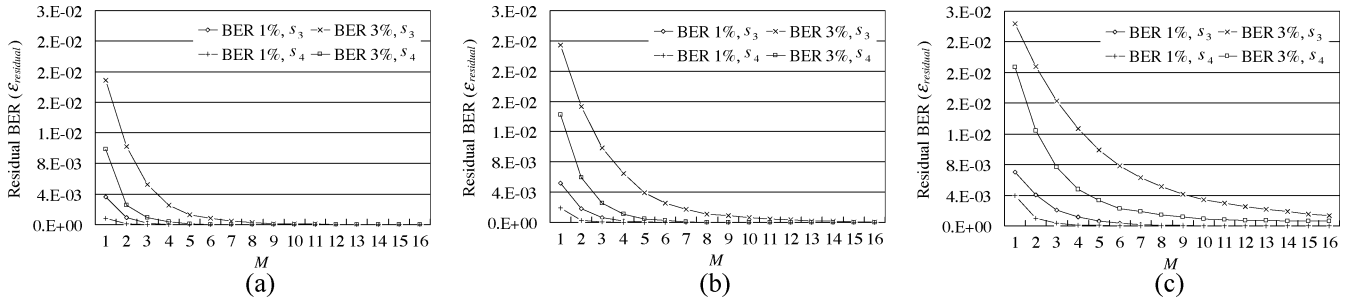 Residual BER (ε_residual)
3.E-02
2.E-02
2.E-02
2.E-02
1.E-02
8.E-03
4.E-03
0.E+00
BER 1%, s3 BER 3%, s3
BER 1%, s4 BER 3%, s4
1 2 3 4 5 6 7 8 9 10 11 12 13 14 15 16
M
(a)
Residual BER (ε_residual)
3.E-02
2.E-02
2.E-02
2.E-02
1.E-02
8.E-03
4.E-03
0.E+00
BER 1%, s3 BER 3%, s3
BER 1%, s4 BER 3%, s4
1 2 3 4 5 6 7 8 9 10 11 12 13 14 15 16
M
(b)
Residual BER (ε_residual)
3.E-02
2.E-02
2.E-02
2.E-02
1.E-02
8.E-03
4.E-03
0.E+00
BER 1%, s3 BER 3%, s3
BER 1%, s4 BER 3%, s4
1 2 3 4 5 6 7 8 9 10 11 12 13 14 15 16
M
(c)